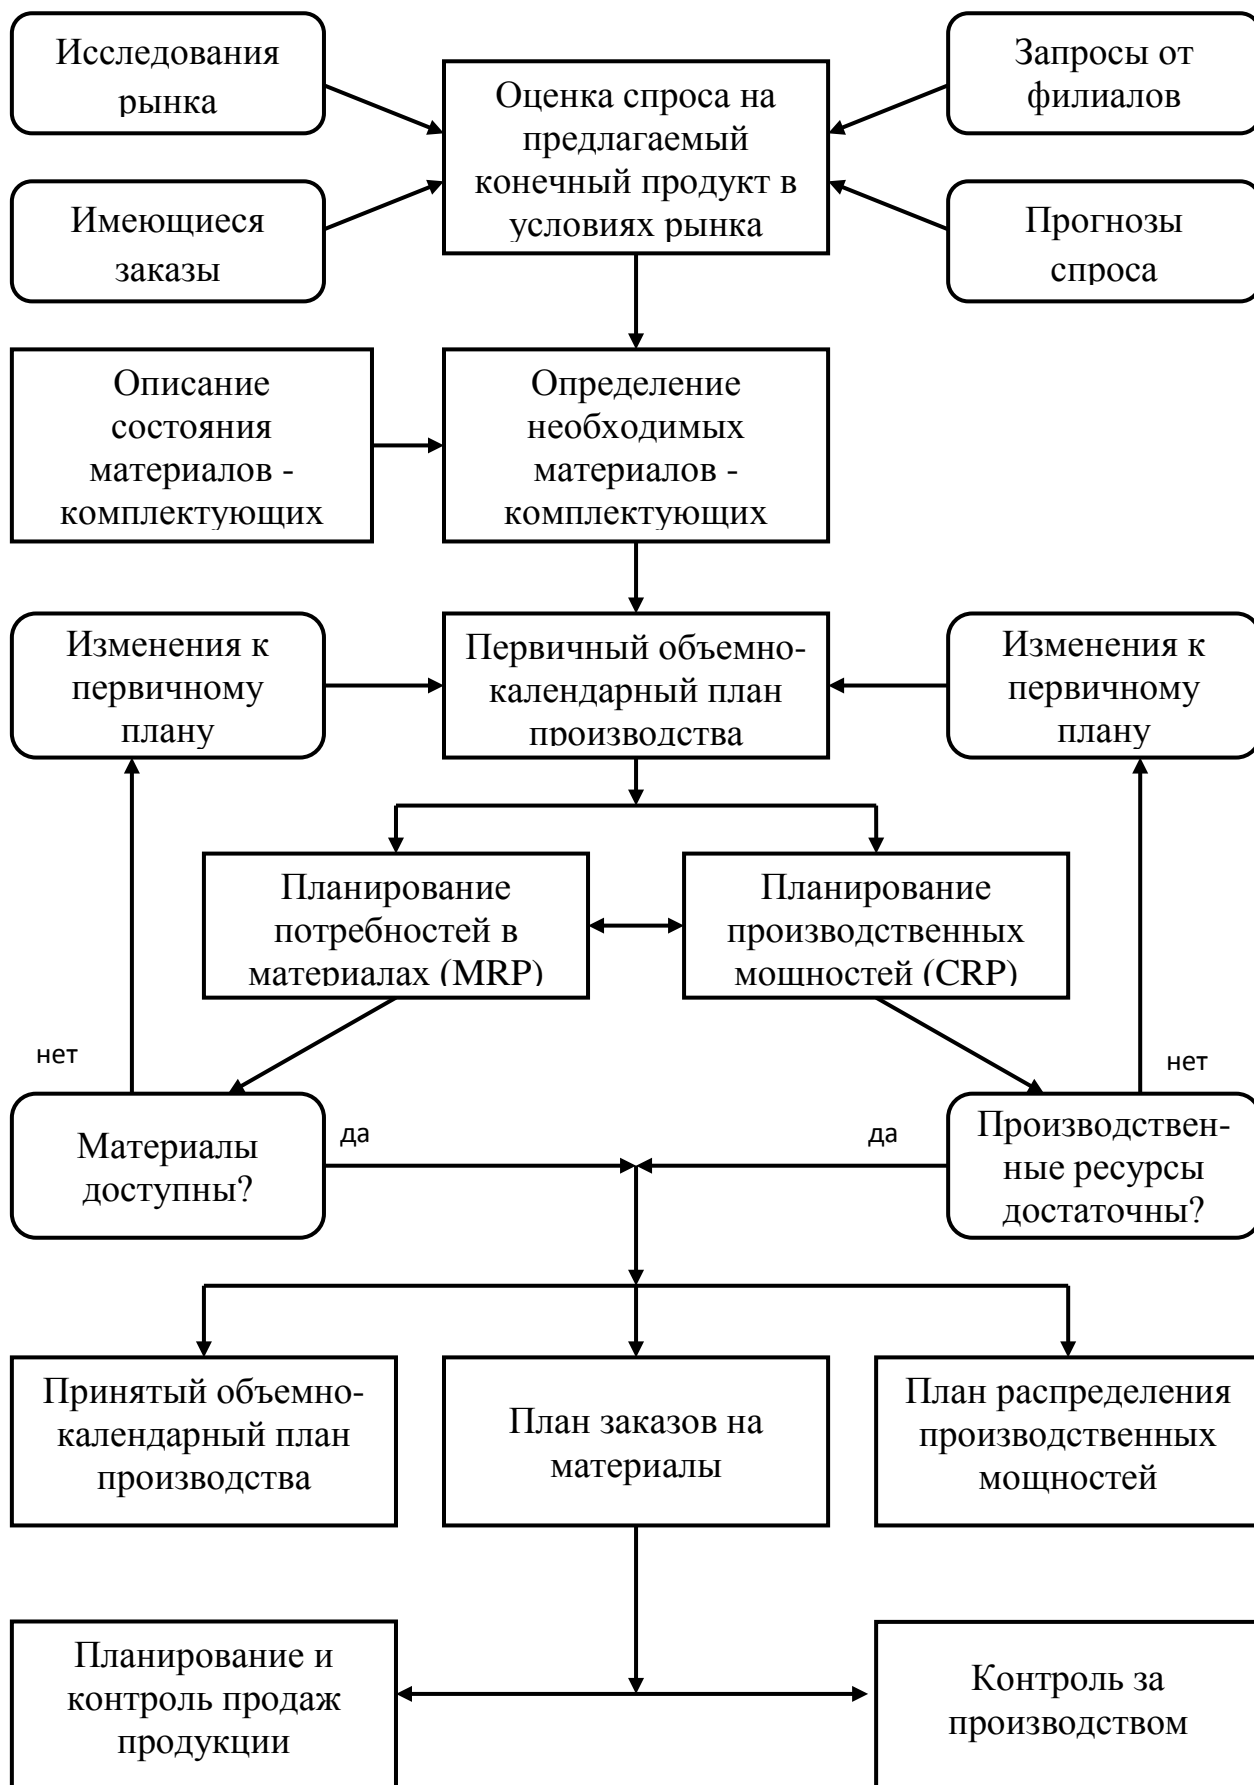 Исследования
рынка
Запросы от
филиалов
Оценка спроса на
предлагаемый
конечный продукт в
условиях рынка
Имеющиеся
заказы
Прогнозы
спроса
Описание
состояния
материалов -
комплектующих
Определение
необходимых
материалов -
комплектующих
Изменения к
первичному
плану
Первичный объемно-
календарный план
производства
Изменения к
первичному
плану
Планирование
потребностей в
материалах (MRP)
Планирование
производственных
мощностей (CRP)
нет
нет
Материалы
доступны?
да
да
Производствен-
ные ресурсы
достаточны?
Принятый объемно-
календарный план
производства
План заказов на
материалы
План распределения
производственных
мощностей
Планирование и
контроль продаж
продукции
Контроль за
производством